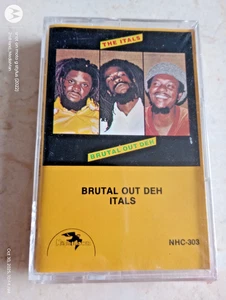 THE ITALS
BRUTAL OUT DEH
BRUTAL OUT DEH
ITALS
NHC-303